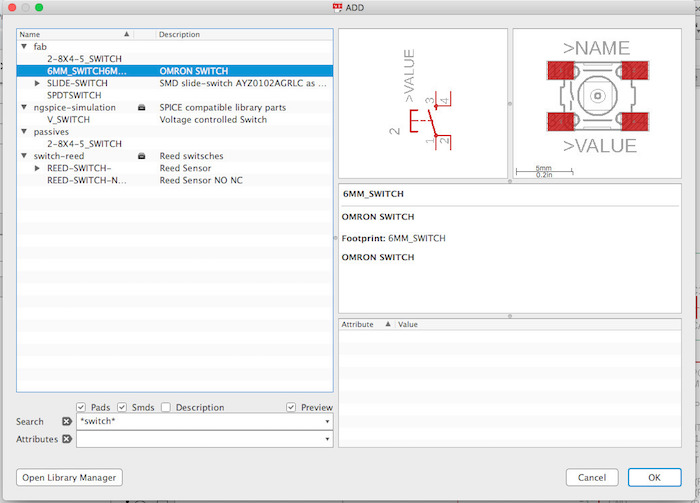 ADD
Name Description
fab
2-8X4-5_SWITCH
6MM_SWITCH6M... OMRON SWITCH
SLIDE-SWITCH SMD slide-switch AYZ0102AGRLC as ...
SPDTSWITCH
ngspice-simulation SPICE compatible library parts
V_SWITCH Voltage controlled Switch
passives
2-8X4-5_SWITCH
switch-reed Reed switsches
REED-SWITCH- Reed Sensor
REED-SWITCH-N... Reed Sensor NO NC
Pads Smds Description Preview
Search *switch*
Attributes
Open Library Manager
>VALUE
3 4
2
1 2
>NAME
>VALUE
5mm
0.2in
6MM_SWITCH
OMRON SWITCH
Footprint: 6MM_SWITCH
OMRON SWITCH
Attribute Value
Cancel OK